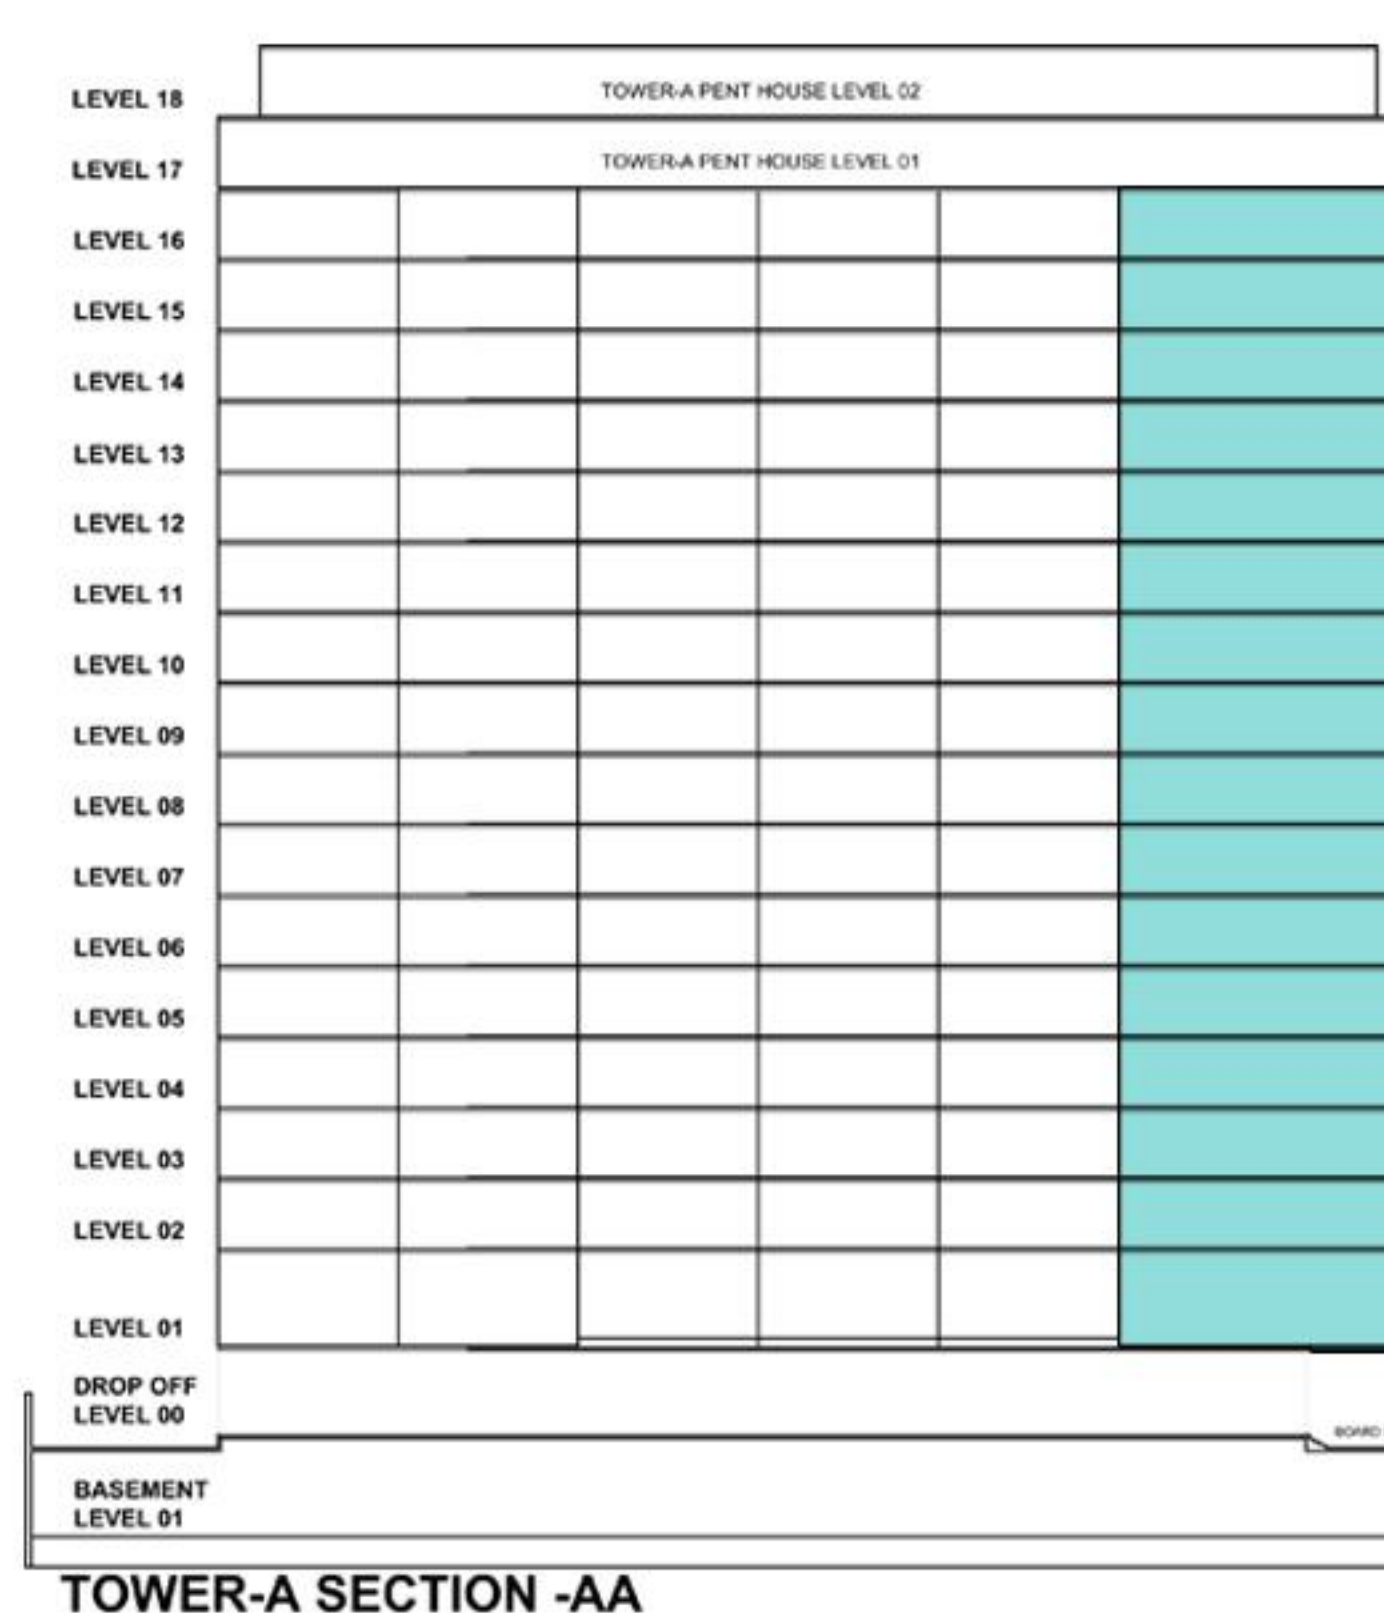 LEVEL 18
TOWER-A PENT HOUSE LEVEL 02
LEVEL 17
TOWER-A PENT HOUSE LEVEL 01
LEVEL 16
LEVEL 15
LEVEL 14
LEVEL 13
LEVEL 12
LEVEL 11
LEVEL 10
LEVEL 09
LEVEL 08
LEVEL 07
LEVEL 06
LEVEL 05
LEVEL 04
LEVEL 03
LEVEL 02
LEVEL 01
DROP OFF
LEVEL 00
BOARD
BASEMENT
LEVEL 01
TOWER-A SECTION -AA